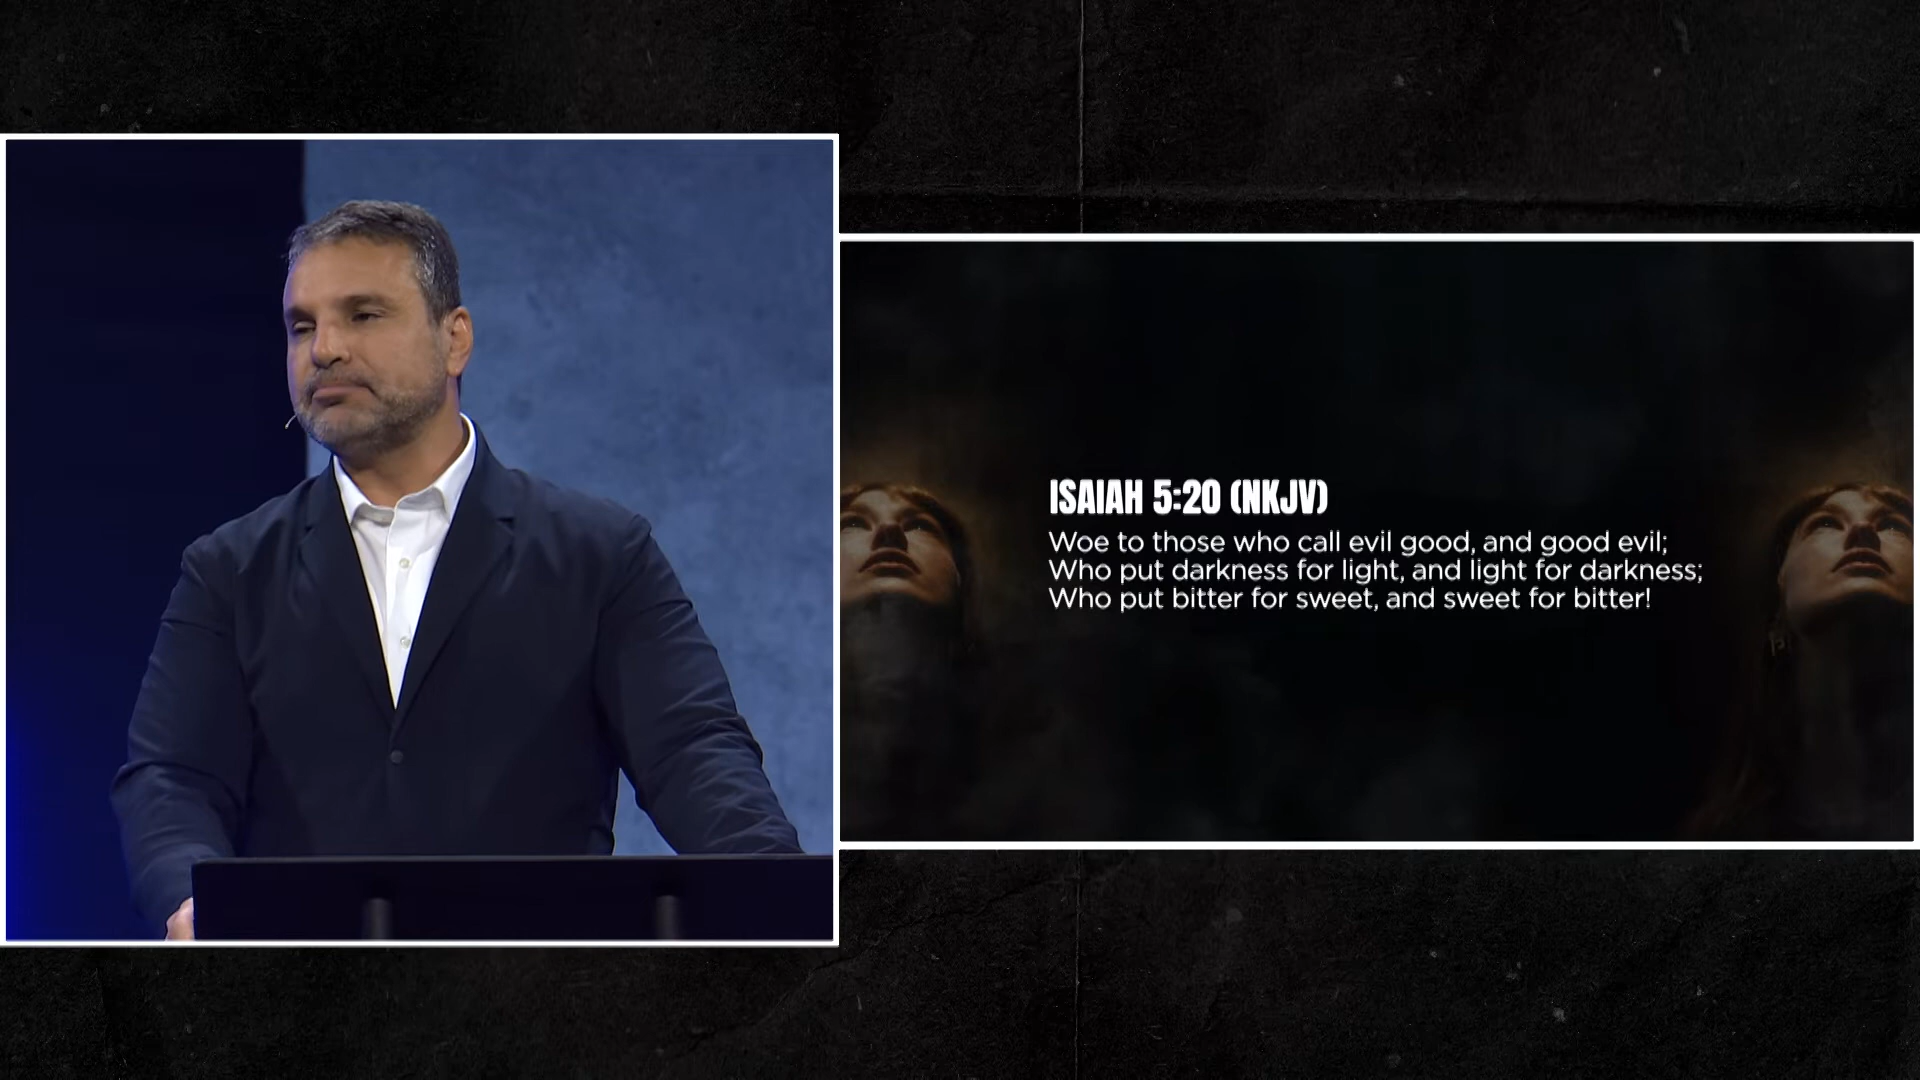 ISAIAH 5:20 (NKJV)
Woe to those who call evil good, and good evil;
Who put darkness for light, and light for darkness;
Who put bitter for sweet, and sweet for bitter!